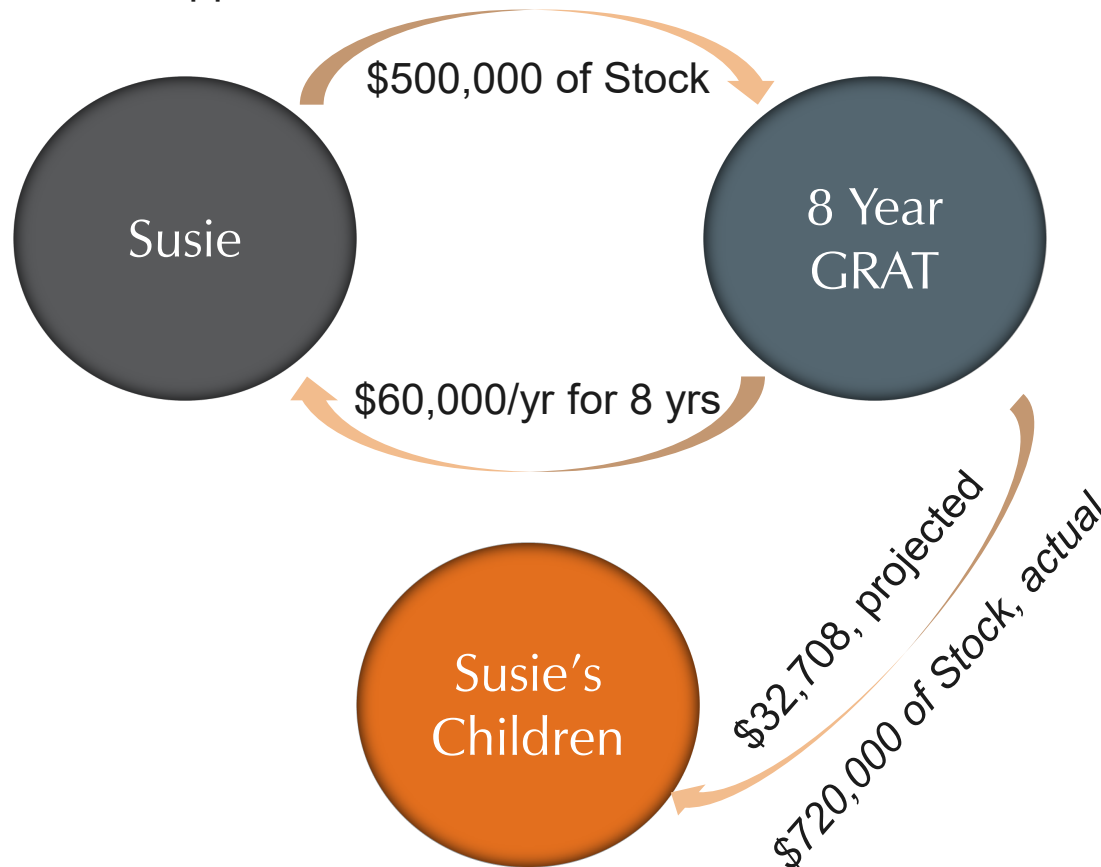 $500,000 of Stock
Susie
8 Year
GRAT
$60,000/yr for 8 yrs
$32,708, projected
$720,000 of Stock, actual
Susie’s
Children